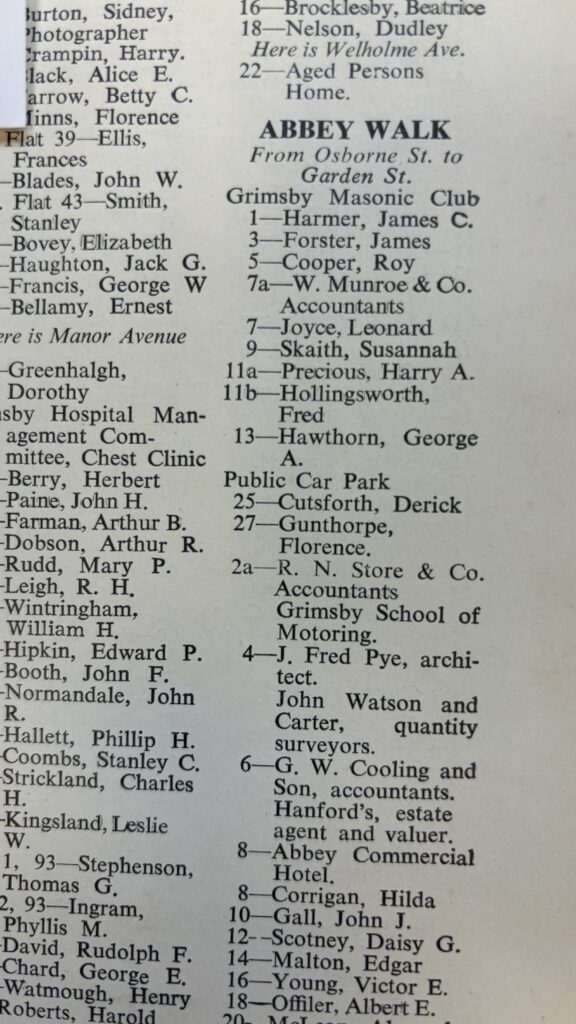 Burton, Sidney,
Photographer
Crampin, Harry.
Black, Alice E.
Farrow, Betty C.
Minns, Florence
Flat 39—Ellis,
Frances
—Blades, John W.
. Flat 43—Smith,
Stanley
—Bovey, Elizabeth
—Haughton, Jack G.
—Francis, George W
—Bellamy, Ernest
ere is Manor Avenue
—Greenhalgh,
Dorothy
nsby Hospital Man-
agement Com-
mittee, Chest Clinic
—Berry, Herbert
—Paine, John H.
—Farman, Arthur B.
—Dobson, Arthur R.
—Rudd, Mary P.
—Leigh, R. H.
—Wintringham,
William H.
—Hipkin, Edward P.
—Booth, John F.
—Normandale, John
R.
—Hallett, Phillip H.
—Coombs, Stanley C.
—Strickland, Charles
H.
—Kingsland, Leslie
W.
1, 93—Stephenson,
Thomas G.
2, 93—Ingram,
Phyllis M.
—David, Rudolph F.
—Chard, George E.
—Watmough, Henry
Roberts, Harold
16—Brocklesby, Beatrice
18—Nelson, Dudley
Here is Welholme Ave.
22—Aged Persons
Home.
ABBEY WALK
From Osborne St. to
Garden St.
Grimsby Masonic Club
1—Harmer, James C.
3—Forster, James
5—Cooper, Roy
7a—W. Munroe & Co.
Accountants
7—Joyce, Leonard
9—Skaith, Susannah
11a—Precious, Harry A.
11b—Hollingsworth,
Fred
13—Hawthorn, George
A.
Public Car Park
25—Cutsforth, Derick
27—Gunthorpe,
Florence.
2a—R. N. Store & Co.
Accountants
Grimsby School of
Motoring.
4—J. Fred Pye, archi-
tect.
John Watson and
Carter, quantity
surveyors.
6—G. W. Cooling and
Son, accountants.
Hanford's, estate
agent and valuer.
8—Abbey Commercial
Hotel.
8—Corrigan, Hilda
10—Gall, John J.
12--Scotney, Daisy G.
14—Malton, Edgar
16—Young, Victor E.
18—Offiler, Albert E.